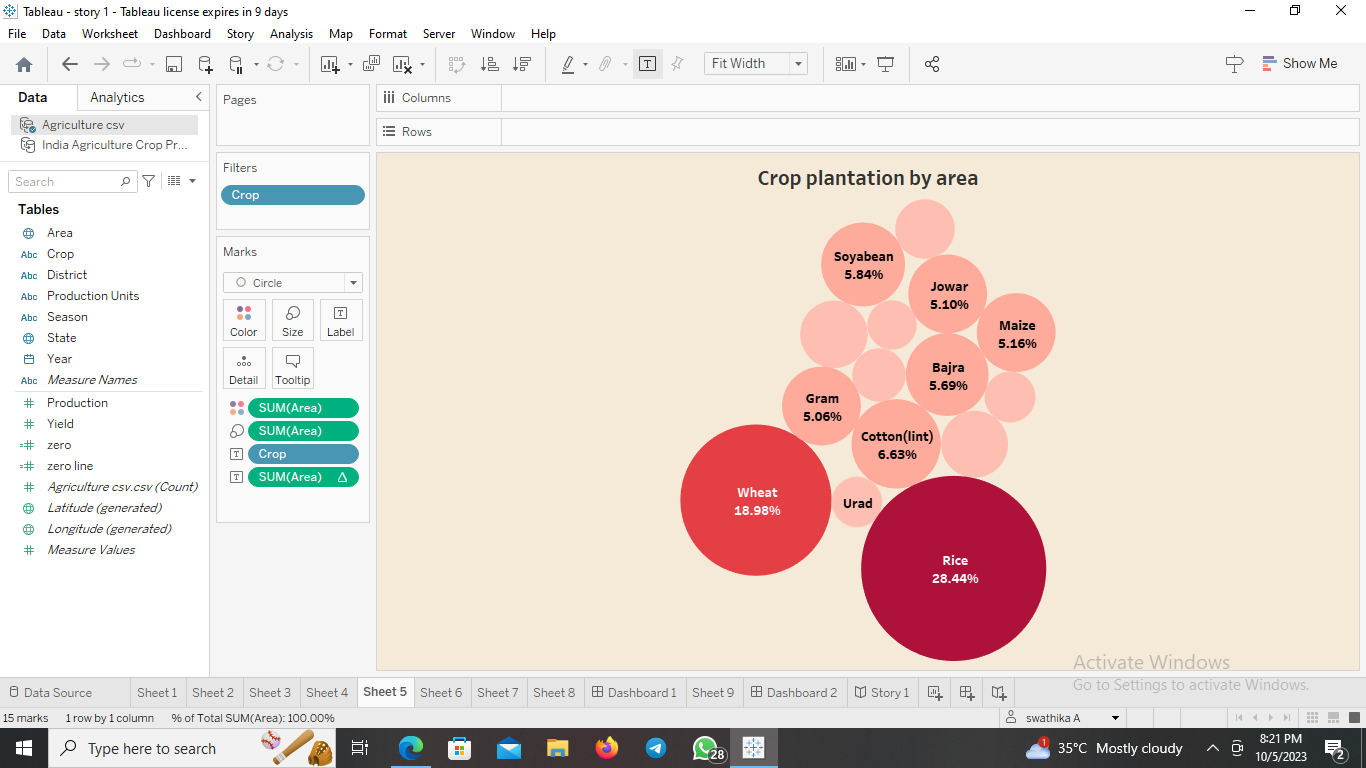 Tableau - story 1 - Tableau license expires in 9 days
File Data Worksheet Dashboard Story Analysis Map Format Server Window Help
Fit Width
Show Me
Data Analytics
Agriculture csv
India Agriculture Crop Pr...
Search
Tables
Area
Abc Crop
Abc District
Abc Production Units
Abc Season
State
Year
Abc Measure Names
# Production
# Yield
=# zero
=# zero line
# Agriculture csv.csv (Count)
Latitude (generated)
Longitude (generated)
# Measure Values
Pages
Filters
Crop
Marks
Circle
Color Size Label
Detail Tooltip
SUM(Area)
SUM(Area)
Crop
SUM(Area) Δ
Columns
Rows
Crop plantation by area
Soyabean
5.84%
Jowar
5.10%
Maize
5.16%
Bajra
5.69%
Gram
5.06%
Cotton(lint)
6.63%
Wheat
18.98%
Urad
Rice
28.44%
Activate Windows
Go to Settings to activate Windows.
Data Source Sheet 1 Sheet 2 Sheet 3 Sheet 4 Sheet 5 Sheet 6 Sheet 7 Sheet 8 Dashboard 1 Sheet 9 Dashboard 2 Story 1
15 marks 1 row by 1 column % of Total SUM(Area): 100.00%
swathika A
Type here to search
28
1
35°C Mostly cloudy
8:21 PM
10/5/2023
2